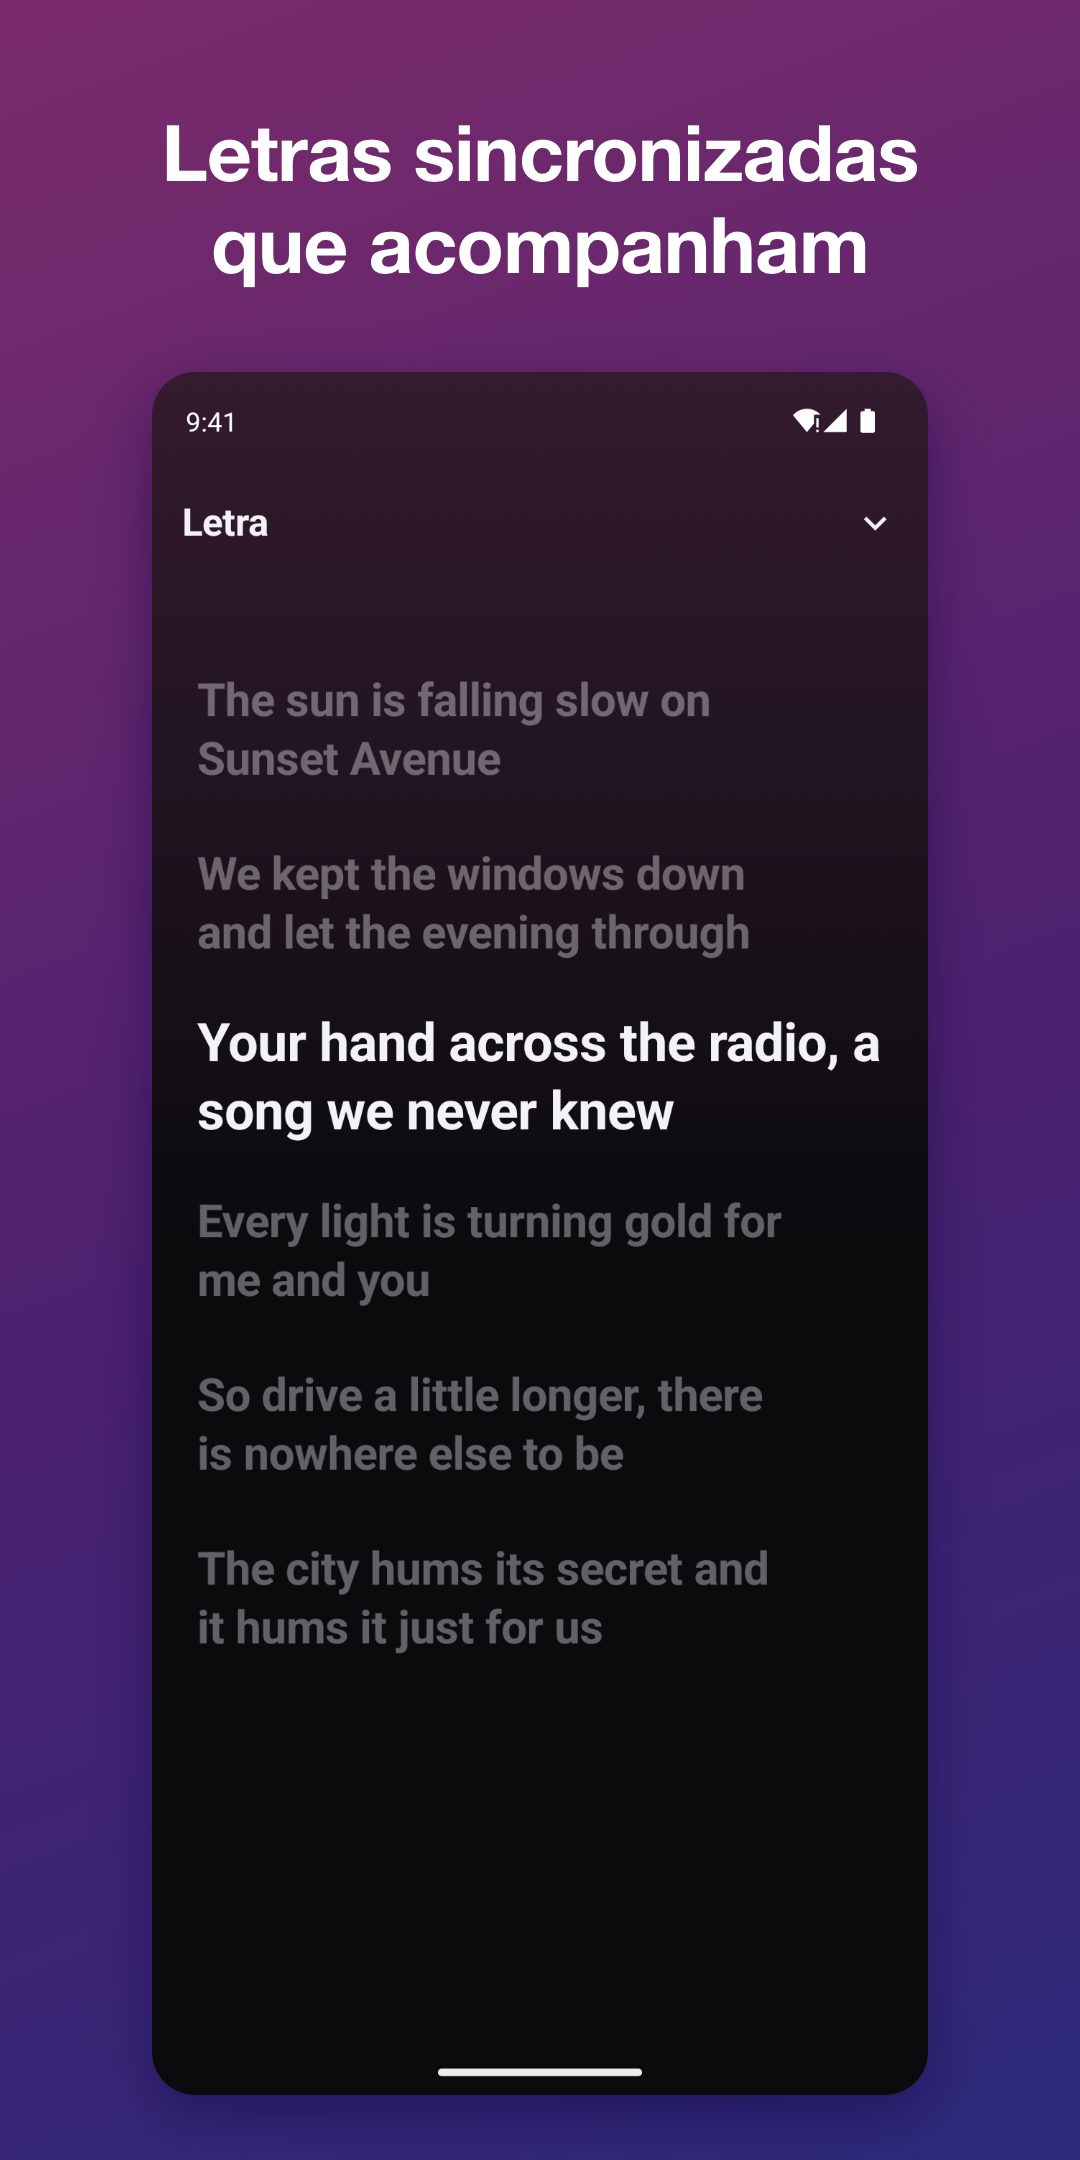 Letras sincronizadas
que acompanham
9:41
Letra
The sun is falling slow on
Sunset Avenue
We kept the windows down
and let the evening through
Your hand across the radio, a
song we never knew
Every light is turning gold for
me and you
So drive a little longer, there
is nowhere else to be
The city hums its secret and
it hums it just for us